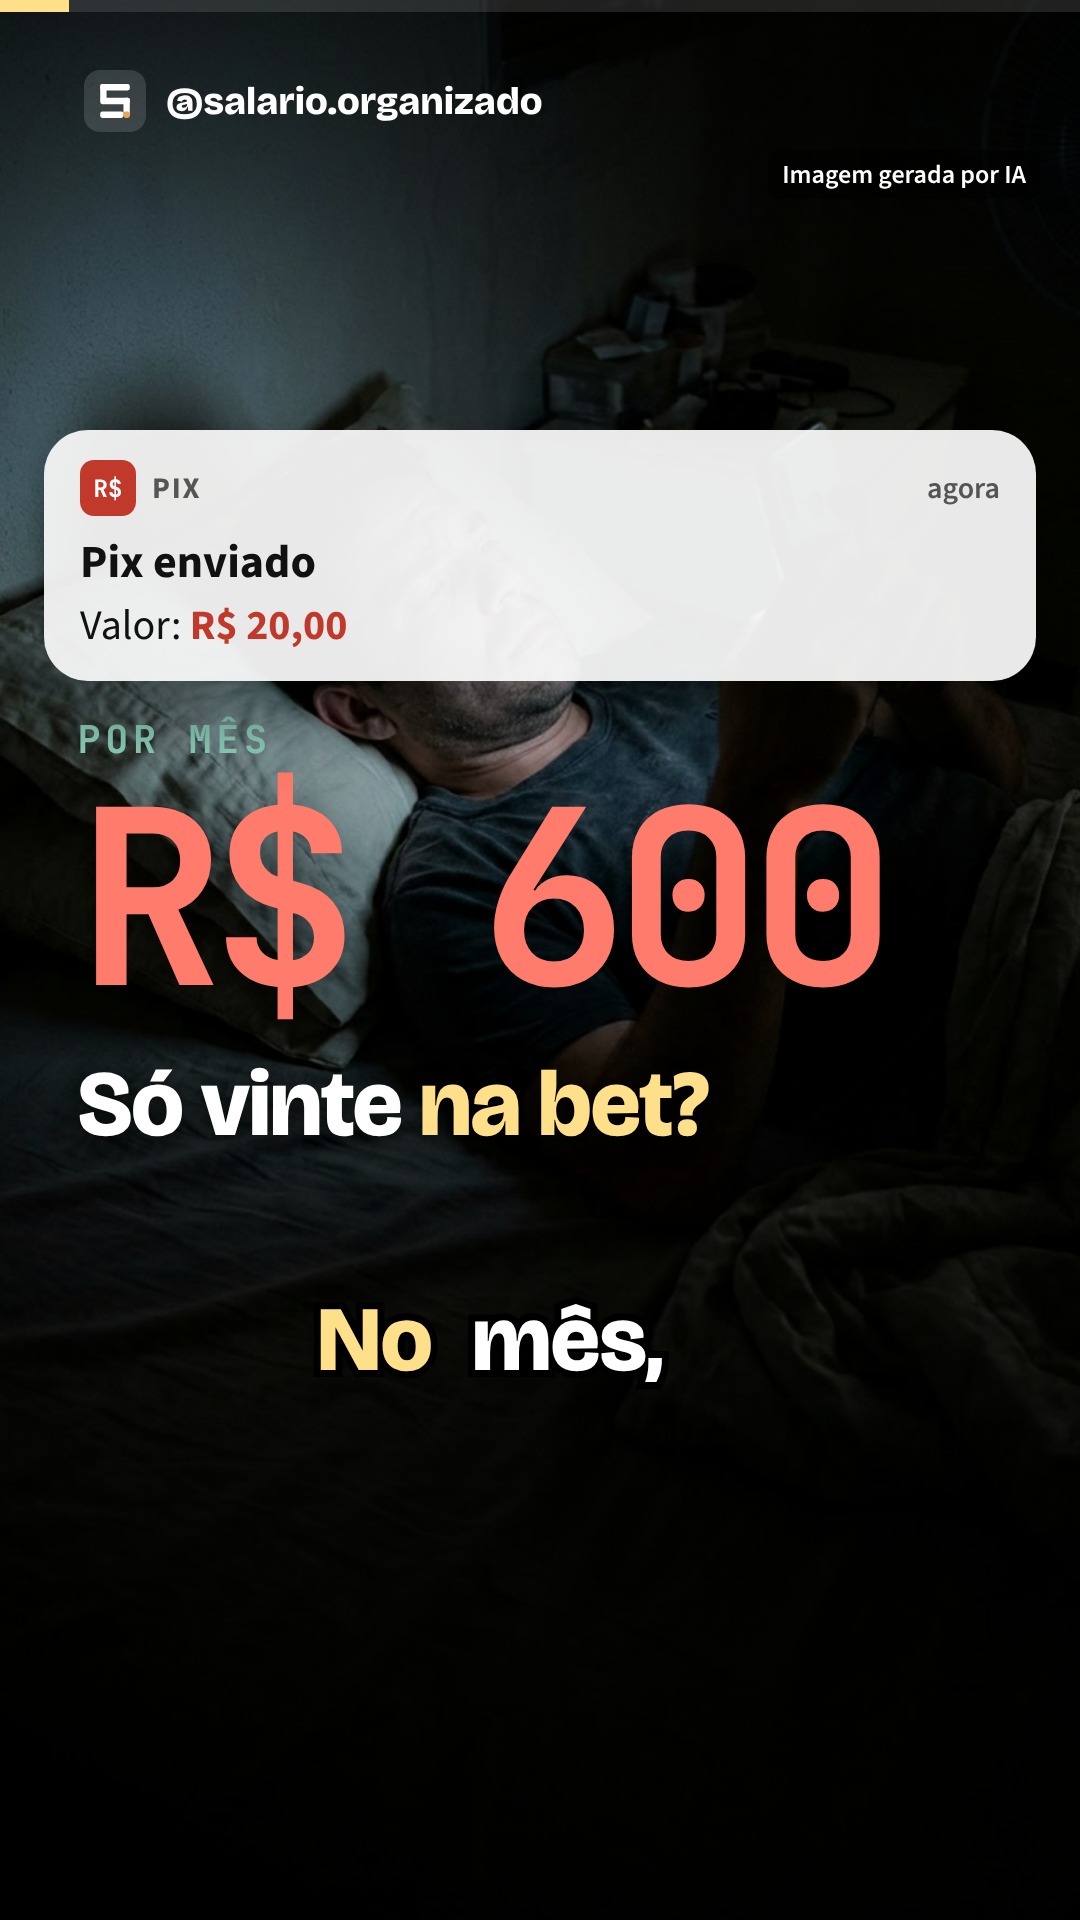 @salario.organizado
Imagem gerada por IA
R$ PIX agora
Pix enviado
Valor: R$ 20,00
POR MÊS
R$ 600
Só vinte na bet?
No mês,